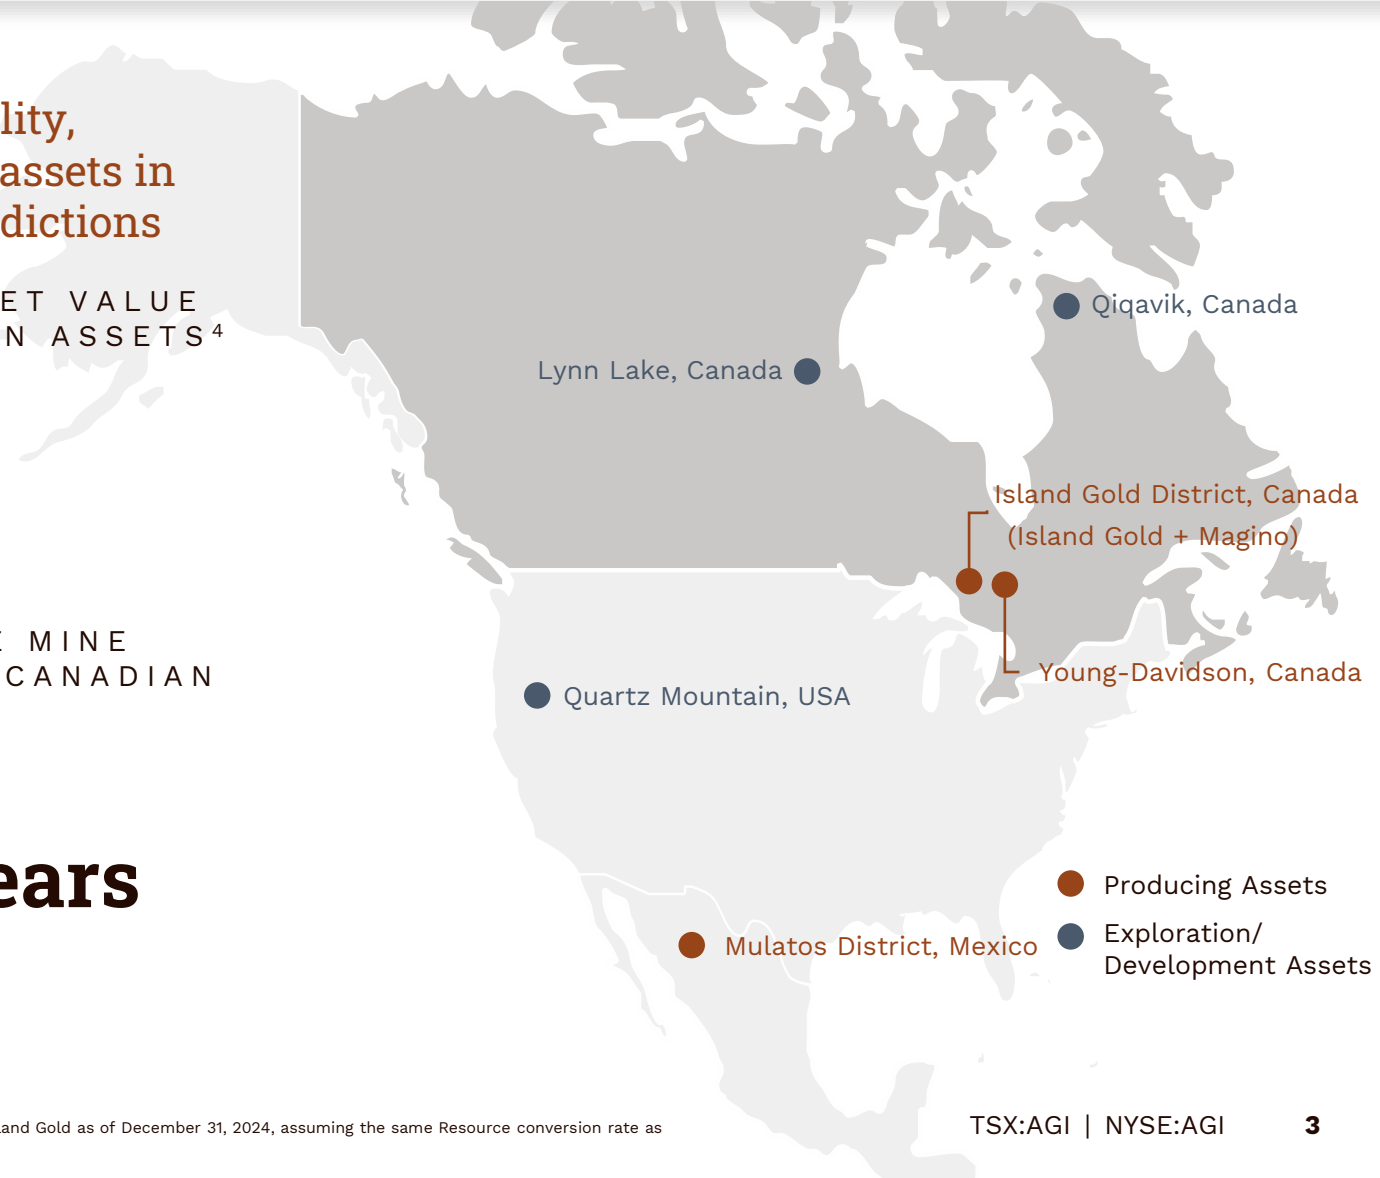 lity,
assets in
dictions
ET VALUE
N ASSETS⁴
MINE
CANADIAN
ears
Qiqavik, Canada
Lynn Lake, Canada
Island Gold District, Canada
(Island Gold + Magino)
Young-Davidson, Canada
Quartz Mountain, USA
Mulatos District, Mexico
Producing Assets
Exploration/
Development Assets
and Gold as of December 31, 2024, assuming the same Resource conversion rate as
TSX:AGI | NYSE:AGI 3